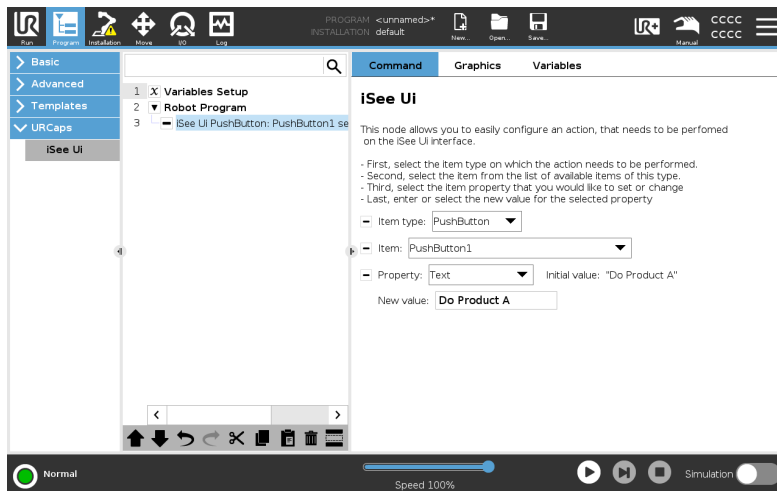 PROGRAM <unnamed>*
INSTALLATION default
UR
UR+
CCCC
CCCC
Run
Program
Installation
Move
I/O
Log
New...
Open...
Save...
Manual
Basic
Advanced
Templates
URCaps
iSee Ui
1 X Variables Setup
2 Robot Program
3 iSee Ui PushButton: PushButton1 se
Command Graphics Variables
iSee Ui
This node allows you to easily configure an action, that needs to be perfomed
on the iSee Ui interface.
- First, select the item type on which the action needs to be performed.
- Second, select the item from the list of available items of this type.
- Third, select the item property that you would like to set or change
- Last, enter or select the new value for the selected property
Item type: PushButton
Item: PushButton1
Property: Text Initial value: "Do Product A"
New value: Do Product A
Normal
Speed 100%
Simulation